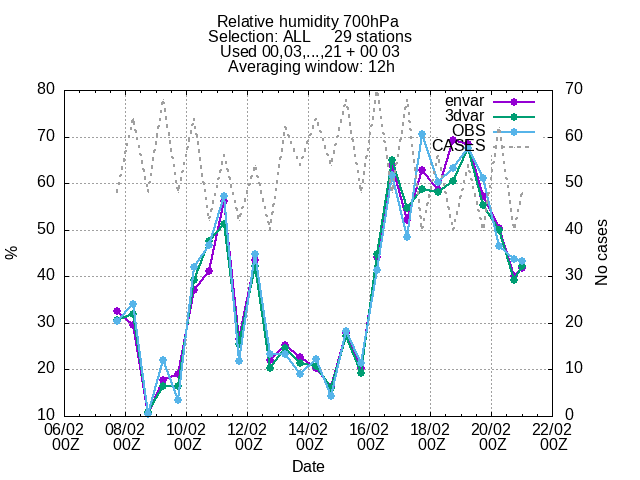 Relative humidity 700hPa
Selection: ALL     29 stations
Used 00,03,...,21 + 00 03
Averaging window: 12h
envar
3dvar
OBS
CASES
80
70
60
50
40
30
20
10
%
70
60
50
40
30
20
10
0
No cases
06/02 08/02 10/02 12/02 14/02 16/02 18/02 20/02 22/02
00Z 00Z 00Z 00Z 00Z 00Z 00Z 00Z 00Z
Date